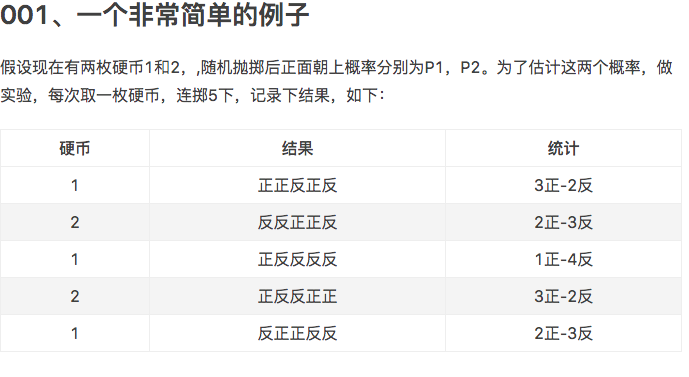 001、一个非常简单的例子
假设现在有两枚硬币1和2，,随机抛掷后正面朝上概率分别为P1，P2。为了估计这两个概率，做
实验，每次取一枚硬币，连掷5下，记录下结果，如下：
硬币 结果 统计
1 正正反正反 3正-2反
2 反反正正反 2正-3反
1 正反反反反 1正-4反
2 正反反正正 3正-2反
1 反正正反反 2正-3反